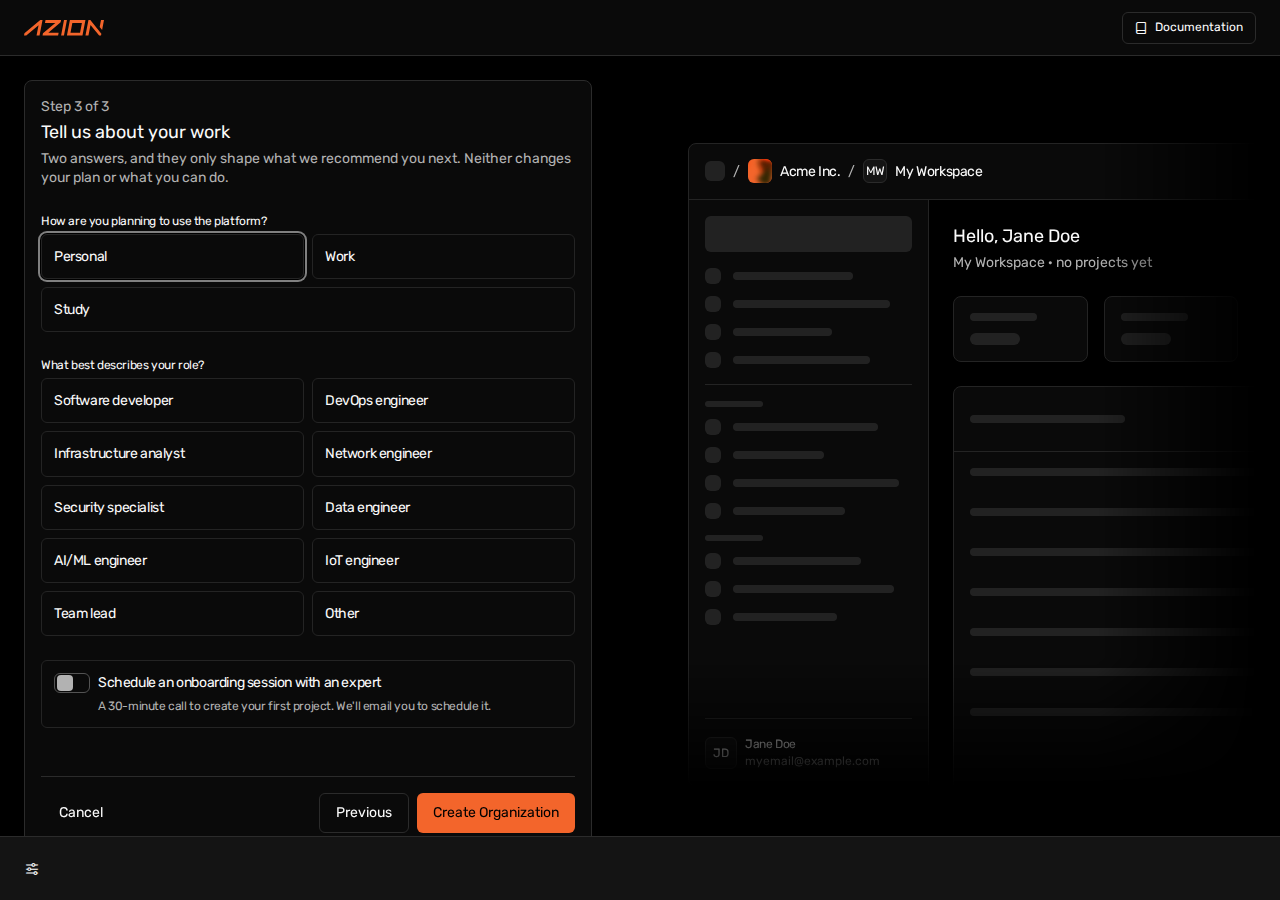 AZION
Documentation
Step 3 of 3
Tell us about your work
Two answers, and they only shape what we recommend you next. Neither changes
your plan or what you can do.
How are you planning to use the platform?
Personal
Work
Study
What best describes your role?
Software developer
DevOps engineer
Infrastructure analyst
Network engineer
Security specialist
Data engineer
AI/ML engineer
IoT engineer
Team lead
Other
Schedule an onboarding session with an expert
A 30-minute call to create your first project. We'll email you to schedule it.
Cancel
Previous
Create Organization
/ Acme Inc. / MW My Workspace
Hello, Jane Doe
My Workspace • no projects yet
JD
Jane Doe
myemail@example.com